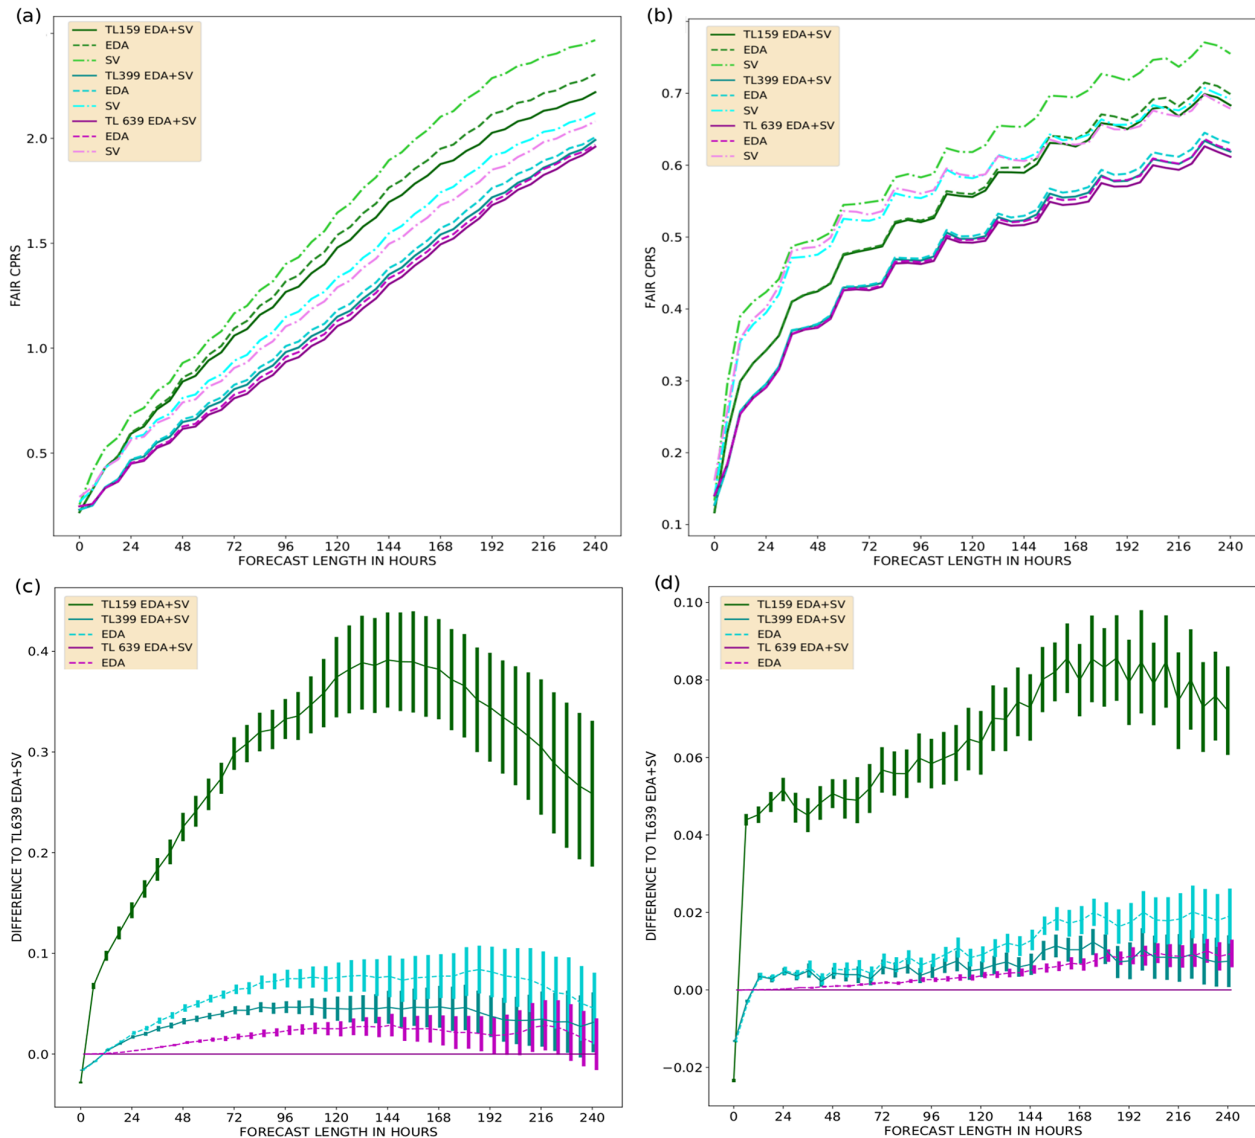 (a)
TL159 EDA+SV
EDA
SV
TL399 EDA+SV
EDA
SV
TL 639 EDA+SV
EDA
SV
FAIR CPRS
2.0
1.5
1.0
0.5
0 24 48 72 96 120 144 168 192 216 240
FORECAST LENGTH IN HOURS
(b)
TL159 EDA+SV
EDA
SV
TL399 EDA+SV
EDA
SV
TL 639 EDA+SV
EDA
SV
FAIR CPRS
0.7
0.6
0.5
0.4
0.3
0.2
0.1
0 24 48 72 96 120 144 168 192 216 240
FORECAST LENGTH IN HOURS
(c)
TL159 EDA+SV
TL399 EDA+SV
EDA
TL 639 EDA+SV
EDA
DIFFERENCE TO TL639 EDA+SV
0.4
0.3
0.2
0.1
0.0
0 24 48 72 96 120 144 168 192 216 240
FORECAST LENGTH IN HOURS
(d)
TL159 EDA+SV
TL399 EDA+SV
EDA
TL 639 EDA+SV
EDA
DIFFERENCE TO TL639 EDA+SV
0.10
0.08
0.06
0.04
0.02
0.00
−0.02
0 24 48 72 96 120 144 168 192 216 240
FORECAST LENGTH IN HOURS